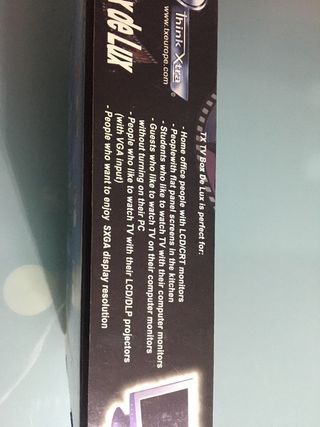 Think Xtra
www.txeurope.com
x de Lux
"TX TV Box De Lux is perfect for:
- Home office people with LCD/CRT monitors
- Peoplewith flat panel screens in the kitchen
- Students who like to watch TV with their computer monitors
- Guests who like to watch TV on their computer monitors
without turning on their PC
- People who like to watch TV with their LCD/DLP projectors
(with VGA input)
- People who want to enjoy SXGA display resolution